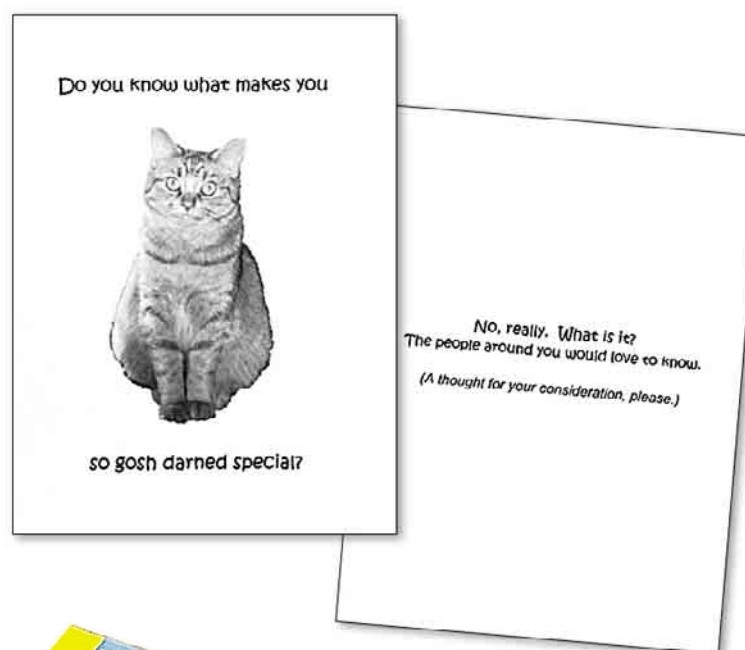 Do you know what makes you
so gosh darned special?
No, really.  What is it?
The people around you would love to know.
(A thought for your consideration, please.)